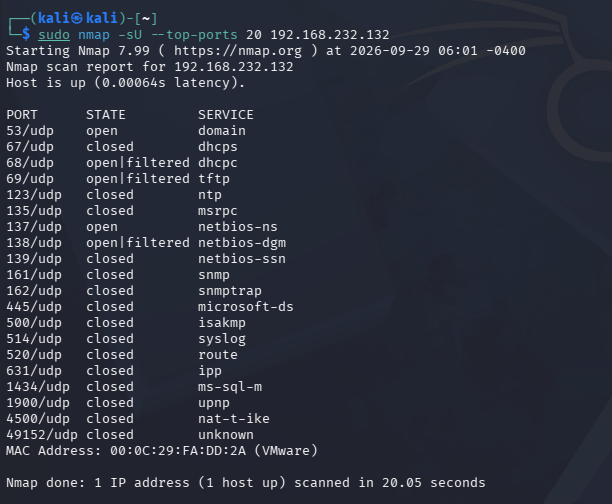 ┌──(kali㉿kali)-[~]
└─$ sudo nmap -sU --top-ports 20 192.168.232.132
Starting Nmap 7.99 ( https://nmap.org ) at 2026-09-29 06:01 -0400
Nmap scan report for 192.168.232.132
Host is up (0.00064s latency).

PORT      STATE         SERVICE
53/udp    open          domain
67/udp    closed        dhcps
68/udp    open|filtered dhcpc
69/udp    open|filtered tftp
123/udp   closed        ntp
135/udp   closed        msrpc
137/udp   open          netbios-ns
138/udp   open|filtered netbios-dgm
139/udp   closed        netbios-ssn
161/udp   closed        snmp
162/udp   closed        snmptrap
445/udp   closed        microsoft-ds
500/udp   closed        isakmp
514/udp   closed        syslog
520/udp   closed        route
631/udp   closed        ipp
1434/udp  closed        ms-sql-m
1900/udp  closed        upnp
4500/udp  closed        nat-t-ike
49152/udp closed        unknown
MAC Address: 00:0C:29:FA:DD:2A (VMware)

Nmap done: 1 IP address (1 host up) scanned in 20.05 seconds